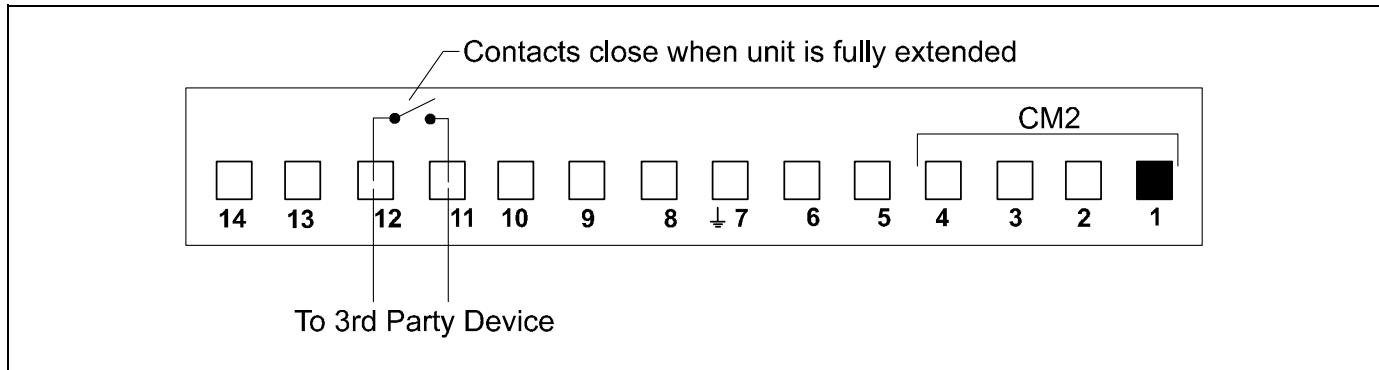 Contacts close when unit is fully extended
CM2
14 13 12 11 10 9 8 ⏚ 7 6 5 4 3 2 1
To 3rd Party Device